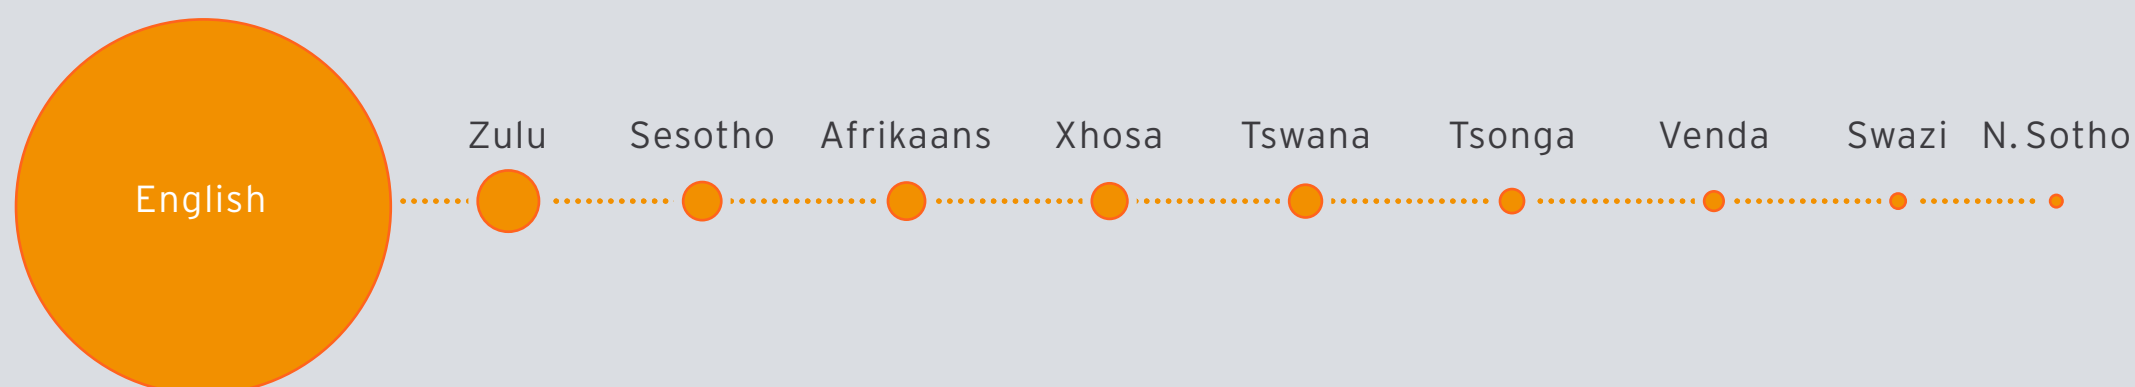 English
Zulu
Sesotho
Afrikaans
Xhosa
Tswana
Tsonga
Venda
Swazi
N. Sotho